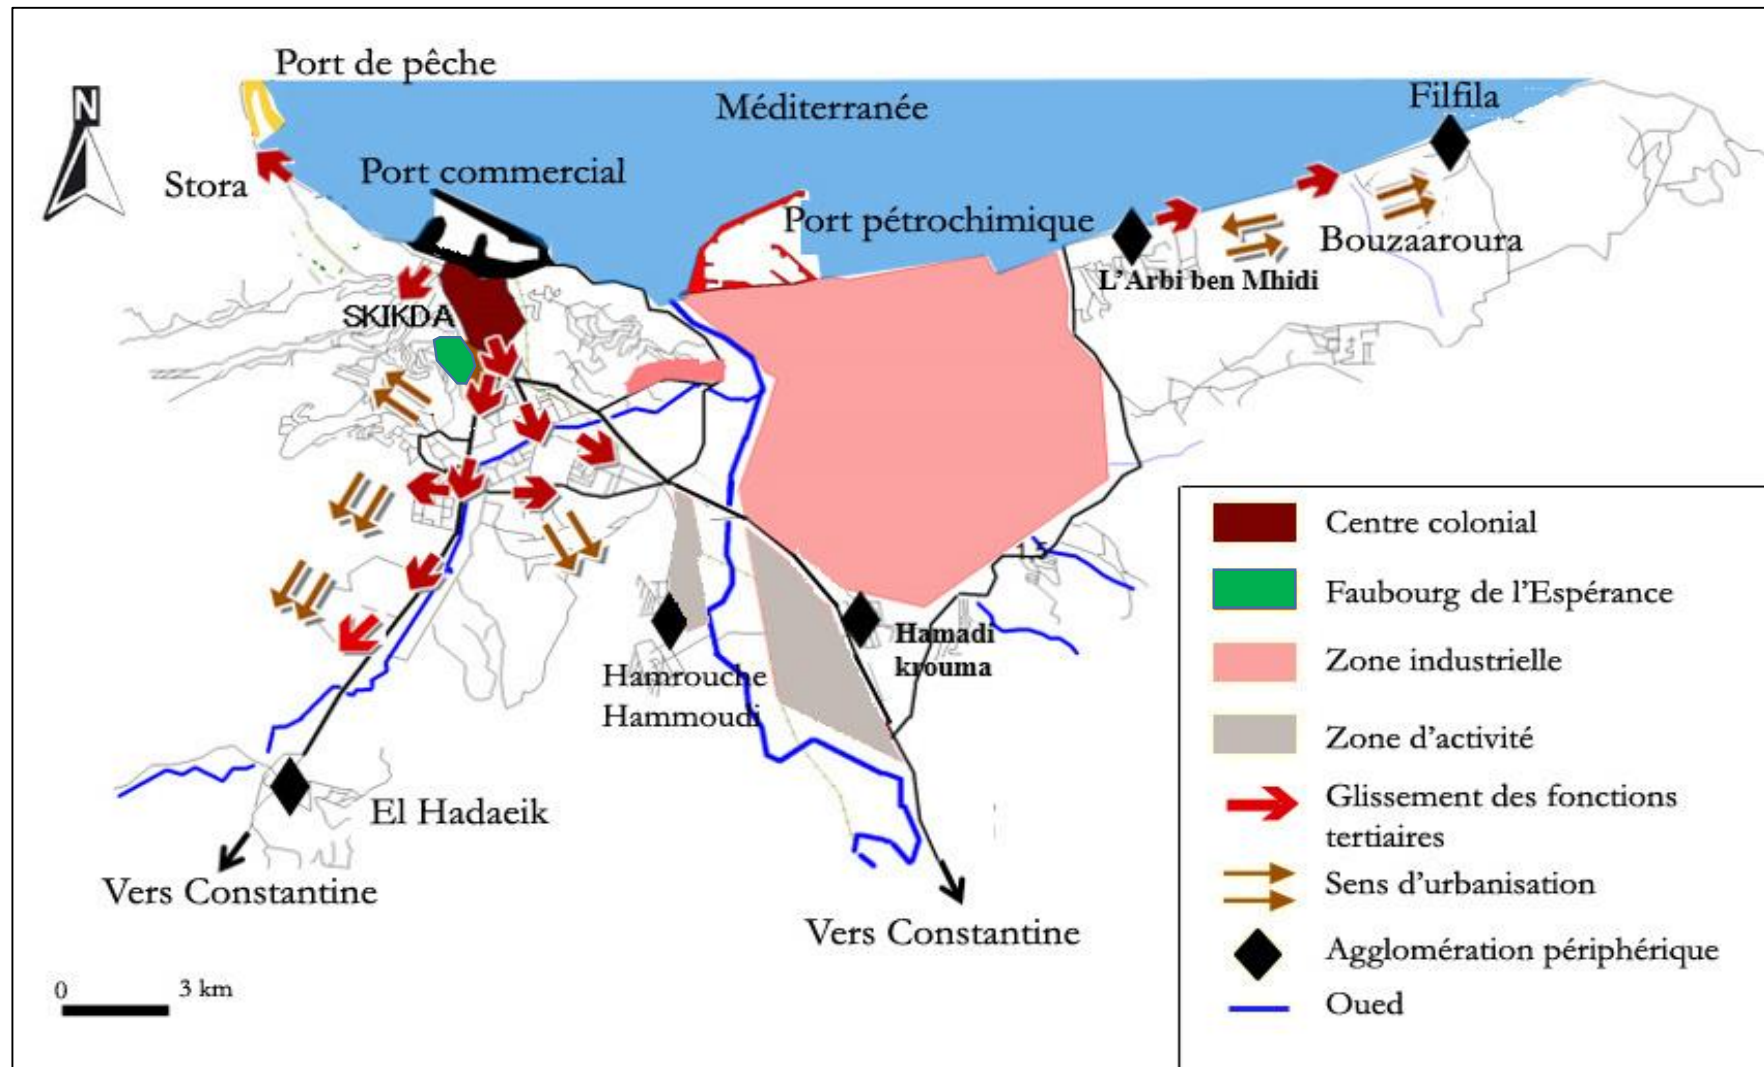 Port de pêche
N
Méditerranée
Filfila
Stora
Port commercial
Port pétrochimique
Bouzaaroura
L'Arbi ben Mhidi
SKIKDA
1.5
Hamadi
krouma
Hamrouche
Hammoudi
El Hadaeik
Vers Constantine
Vers Constantine
0 3 km
Centre colonial
Faubourg de l'Espérance
Zone industrielle
Zone d'activité
Glissement des fonctions
tertiaires
Sens d'urbanisation
Agglomération périphérique
Oued